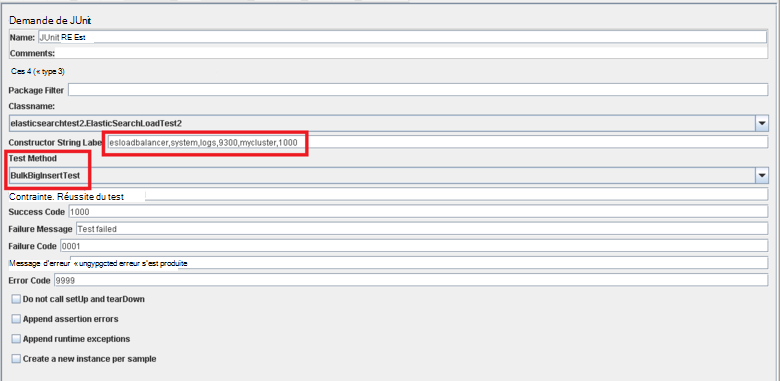 Demande de JUnit
Name: JUnit RE Est
Comments:
Ces 4 (« type 3)
Package Filter
Classname:
elasticsearchtest2.ElasticSearchLoadTest2
Constructor String Label esloadbalancer,system,logs,9300,mycluster,1000
Test Method
BulkBigInsertTest
Contrainte. Réussite du test
Success Code 1000
Failure Message Test failed
Failure Code 0001
Message d'erreur « ungypgcted erreur s'est produite
Error Code 9999
Do not call setUp and tearDown
Append assertion errors
Append runtime exceptions
Create a new instance per sample